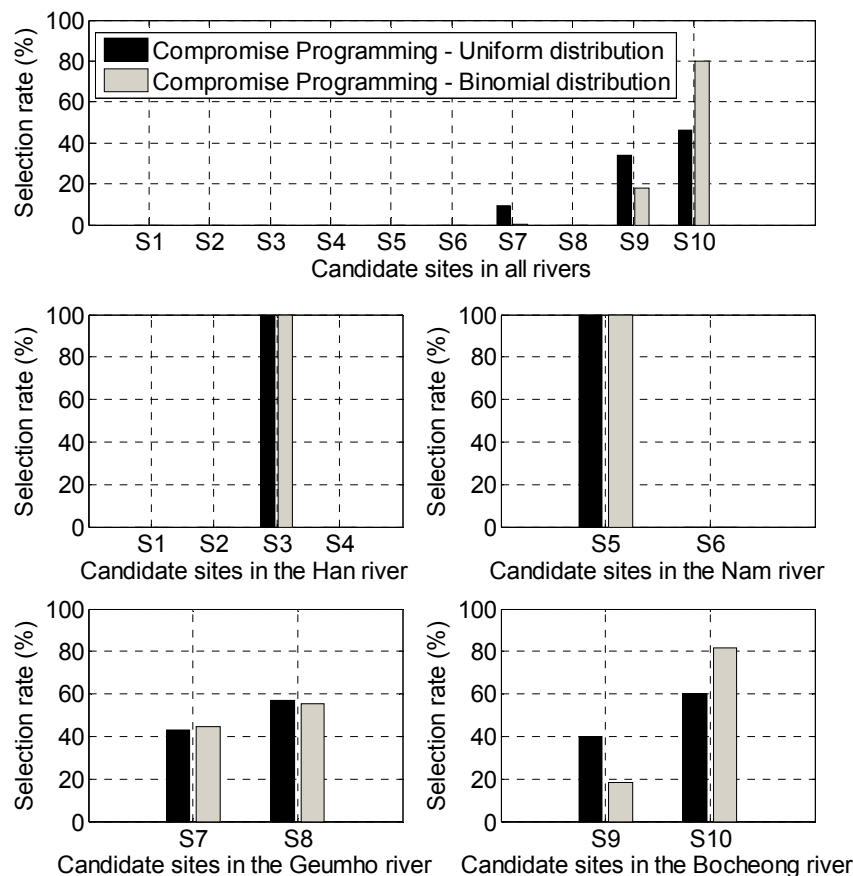 Selection rate (%)
100
80
60
40
20
0
Compromise Programming - Uniform distribution
Compromise Programming - Binomial distribution
S1 S2 S3 S4 S5 S6 S7 S8 S9 S10
Candidate sites in all rivers
Selection rate (%)
100
80
60
40
20
0
S1 S2 S3 S4
Candidate sites in the Han river
Selection rate (%)
100
80
60
40
20
0
S5 S6
Candidate sites in the Nam river
Selection rate (%)
100
80
60
40
20
0
S7 S8
Candidate sites in the Geumho river
Selection rate (%)
100
80
60
40
20
0
S9 S10
Candidate sites in the Bocheong river